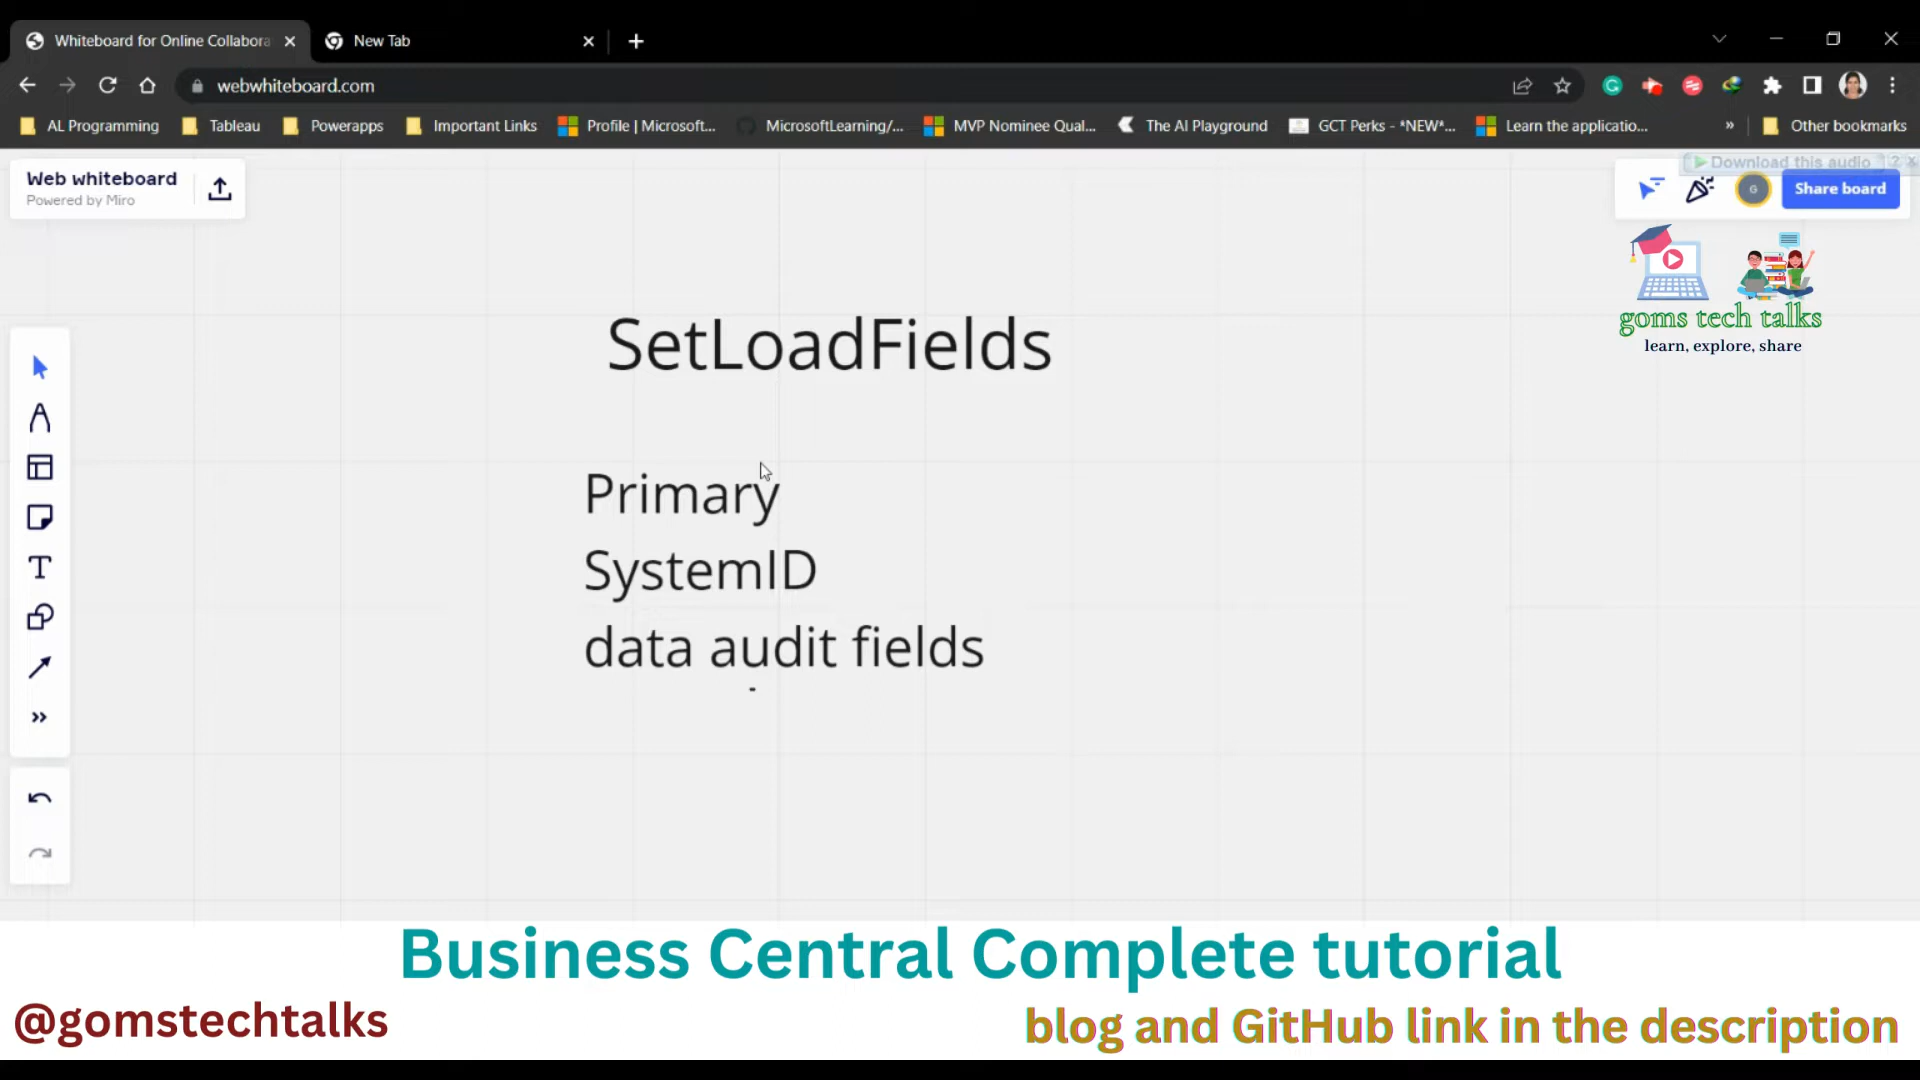 Whiteboard for Online Collabora
New Tab
webwhiteboard.com
AL Programming
Tableau
Powerapps
Important Links
Profile | Microsoft...
MicrosoftLearning/...
MVP Nominee Qual...
The AI Playground
GCT Perks - *NEW*...
Learn the applicatio...
»
Other bookmarks
Web whiteboard
Powered by Miro
Download this audio
?
x
G
Share board
goms tech talks
learn, explore, share
SetLoadFields
Primary
SystemID
data audit fields
-
T
Business Central Complete tutorial
@gomstechtalks
blog and GitHub link in the description